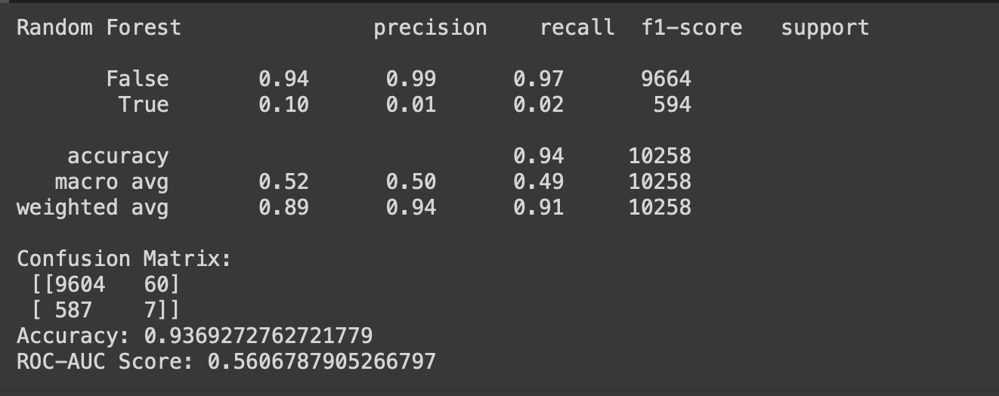 Random Forest               precision    recall  f1-score   support

       False       0.94      0.99      0.97      9664
        True       0.10      0.01      0.02       594

    accuracy                           0.94     10258
   macro avg       0.52      0.50      0.49     10258
weighted avg       0.89      0.94      0.91     10258

Confusion Matrix:
 [[9604   60]
 [ 587    7]]
Accuracy: 0.9369272762721779
ROC-AUC Score: 0.5606787905266797